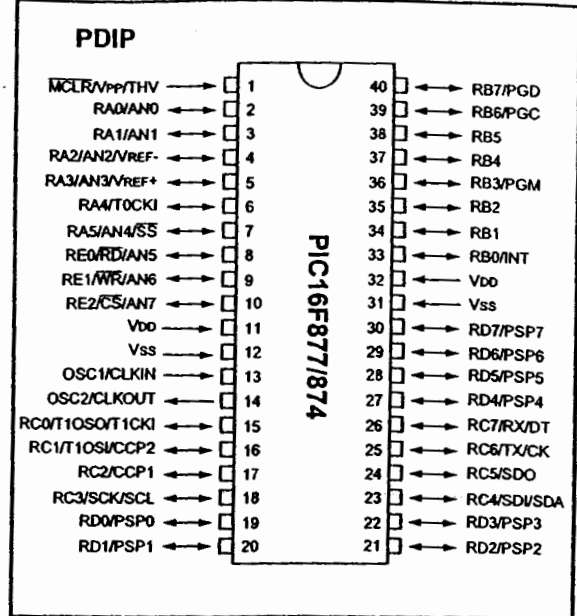 PDIP
MCLR/VPP/THV 1
RA0/AN0 2
RA1/AN1 3
RA2/AN2/VREF- 4
RA3/AN3/VREF+ 5
RA4/T0CKI 6
RA5/AN4/SS 7
RE0/RD/AN5 8
RE1/WR/AN6 9
RE2/CS/AN7 10
VDD 11
VSS 12
OSC1/CLKIN 13
OSC2/CLKOUT 14
RC0/T1OSO/T1CKI 15
RC1/T1OSI/CCP2 16
RC2/CCP1 17
RC3/SCK/SCL 18
RD0/PSP0 19
RD1/PSP1 20
PIC16F877/874
40 RB7/PGD
39 RB6/PGC
38 RB5
37 RB4
36 RB3/PGM
35 RB2
34 RB1
33 RB0/INT
32 VDD
31 VSS
30 RD7/PSP7
29 RD6/PSP6
28 RD5/PSP5
27 RD4/PSP4
26 RC7/RX/DT
25 RC6/TX/CK
24 RC5/SDO
23 RC4/SDI/SDA
22 RD3/PSP3
21 RD2/PSP2